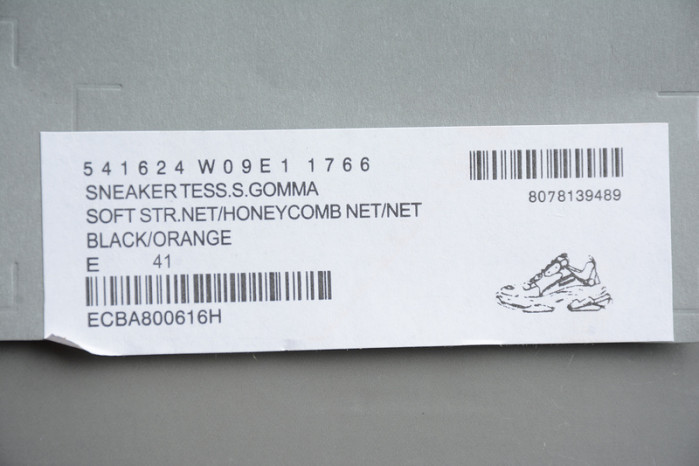 541624 W09E1 1766
SNEAKER TESS.S.GOMMA
SOFT STR.NET/HONEYCOMB NET/NET
BLACK/ORANGE
E 41
ECBA800616H
8078139489